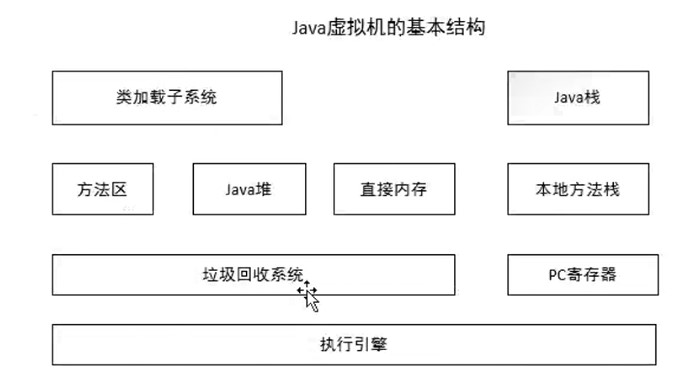 Java虚拟机的基本结构
类加载子系统
Java栈
方法区
Java堆
直接内存
本地方法栈
垃圾回收系统
PC寄存器
执行引擎